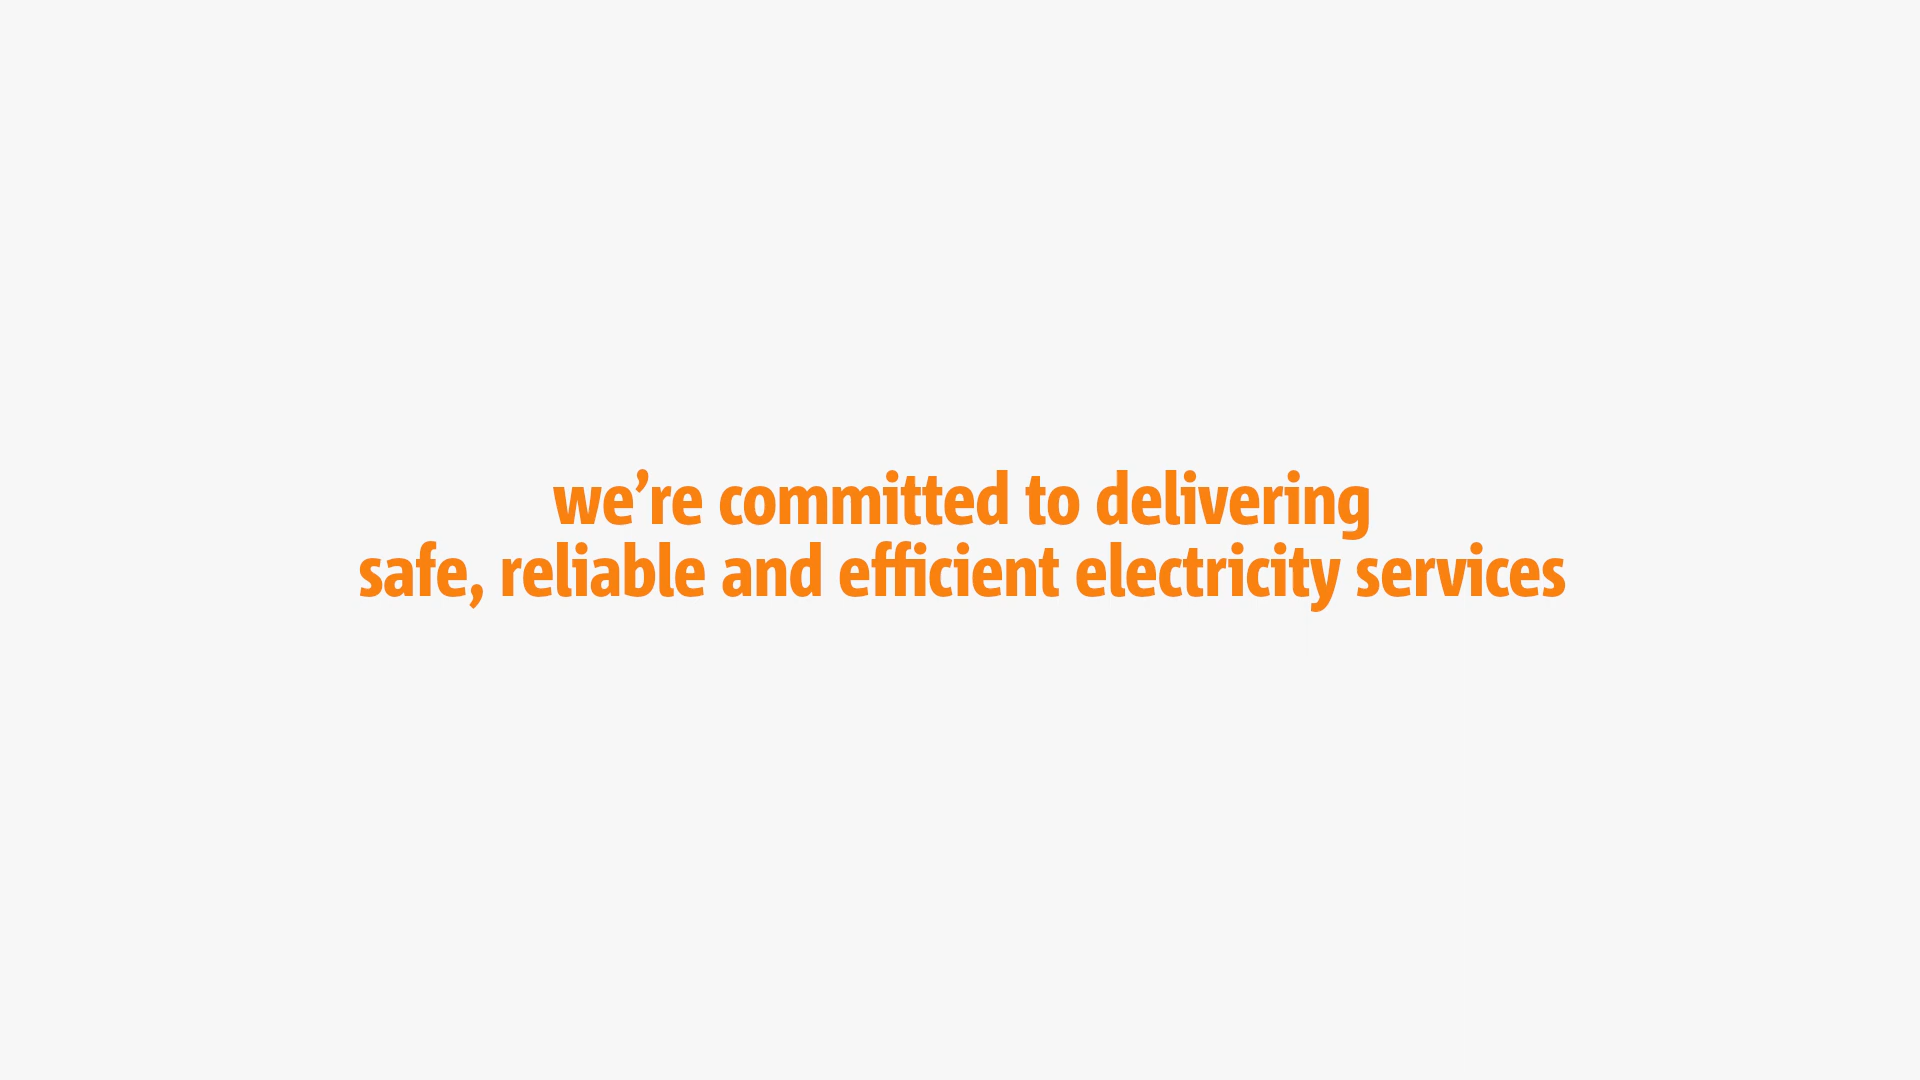 we’re committed to delivering
safe, reliable and efficient electricity services